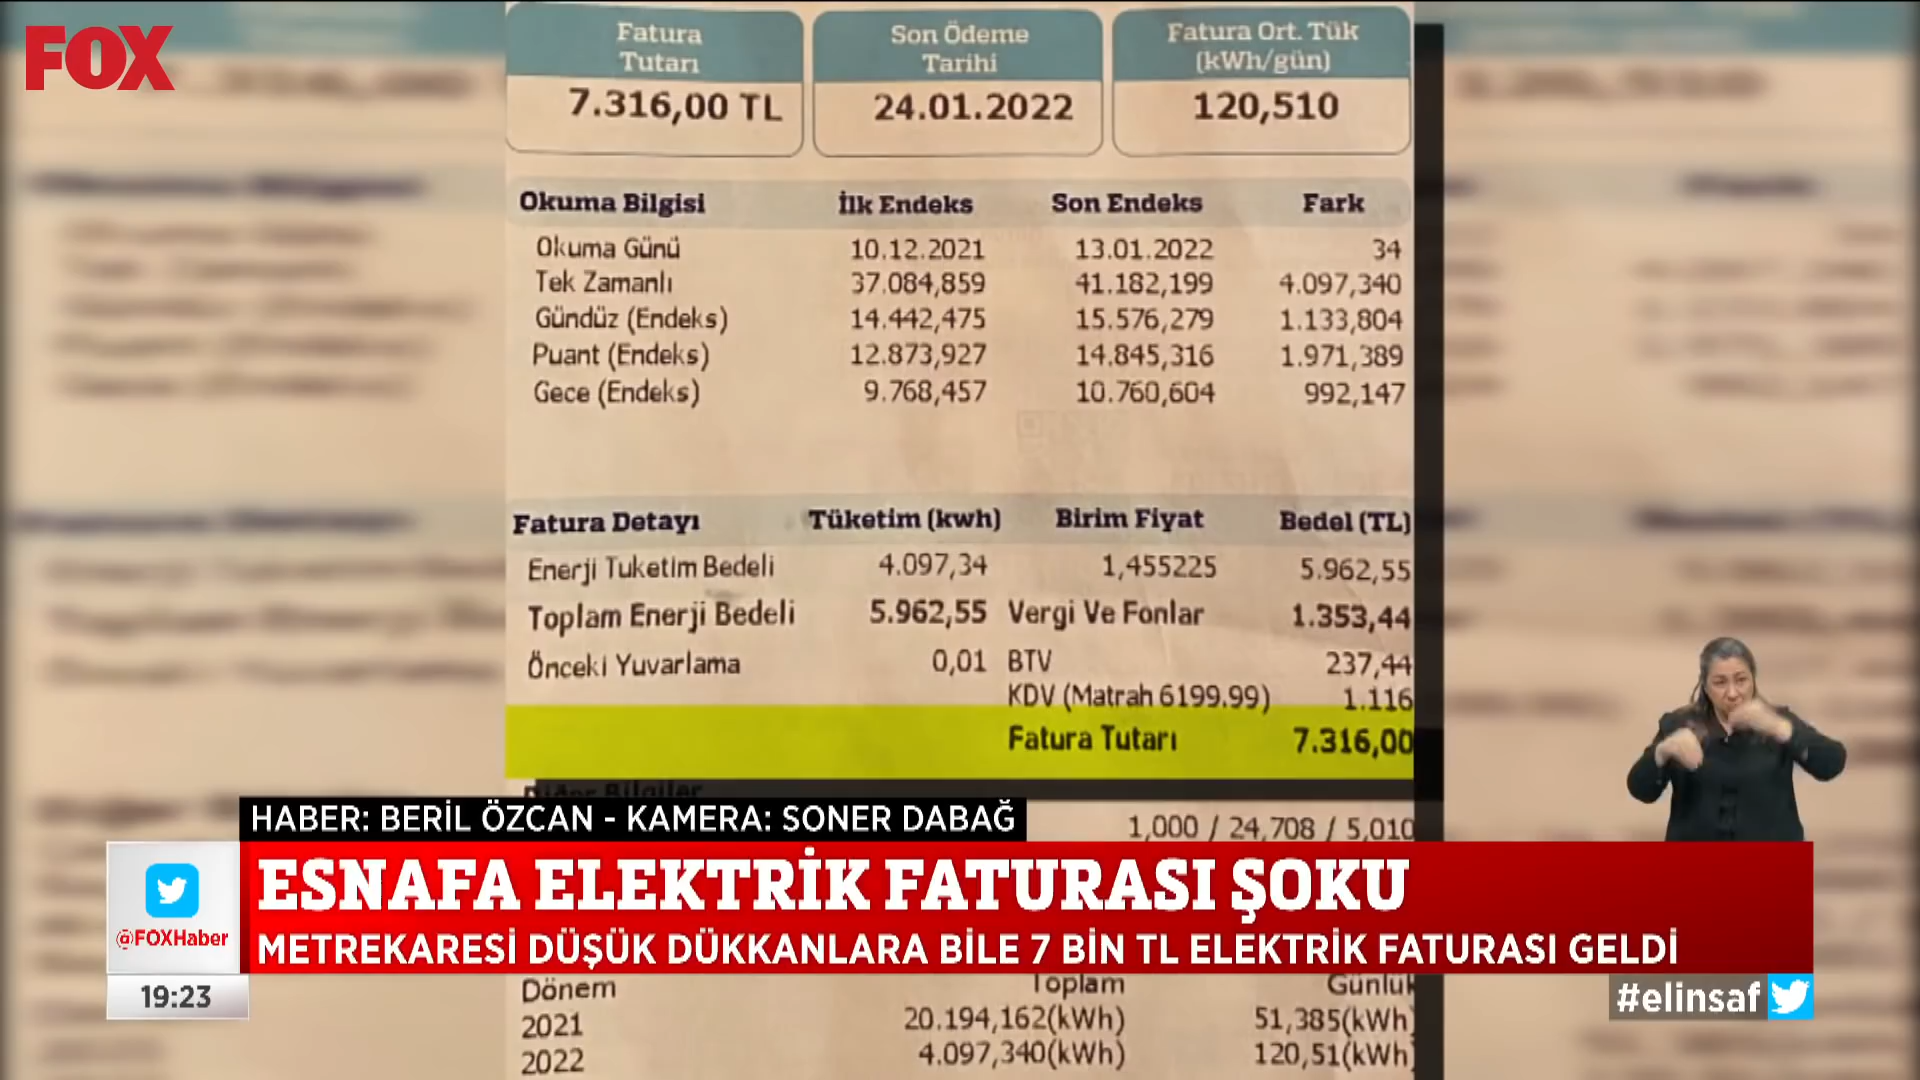 FOX
Fatura Tutarı
7.316,00 TL
Son Ödeme Tarihi
24.01.2022
Fatura Ort. Tük (kWh/gün)
120,510
Okuma Bilgisi İlk Endeks Son Endeks Fark
Okuma Günü 10.12.2021 13.01.2022 34
Tek Zamanlı 37.084,859 41.182,199 4.097,340
Gündüz (Endeks) 14.442,475 15.576,279 1.133,804
Puant (Endeks) 12.873,927 14.845,316 1.971,389
Gece (Endeks) 9.768,457 10.760,604 992,147
Fatura Detayı Tüketim (kwh) Birim Fiyat Bedel (TL)
Enerji Tuketim Bedeli 4.097,34 1,455225 5.962,55
Toplam Enerji Bedeli 5.962,55 Vergi Ve Fonlar 1.353,44
Önceki Yuvarlama 0,01 BTV 237,44
KDV (Matrah 6199.99) 1.116
Fatura Tutarı 7.316,00
Diğer Bilgiler
1,000 / 24,708 / 5,010
HABER: BERİL ÖZCAN - KAMERA: SONER DABAĞ
ESNAFA ELEKTRİK FATURASI ŞOKU
@FOXHaber
METREKARESİ DÜŞÜK DÜKKANLARA BİLE 7 BİN TL ELEKTRİK FATURASI GELDİ
19:23
#elinsaf
Dönem Toplam Günlük
2021 20.194,162(kWh) 51,385(kWh)
2022 4.097,340(kWh) 120,51(kWh)